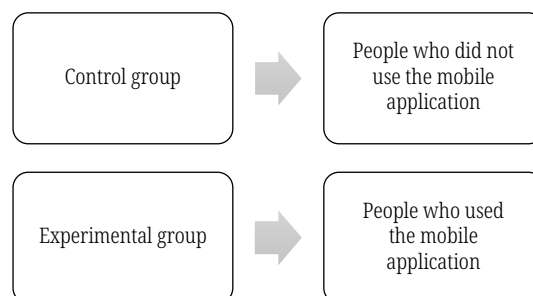 Control group
People who did not
use the mobile
application
Experimental group
People who used
the mobile
application